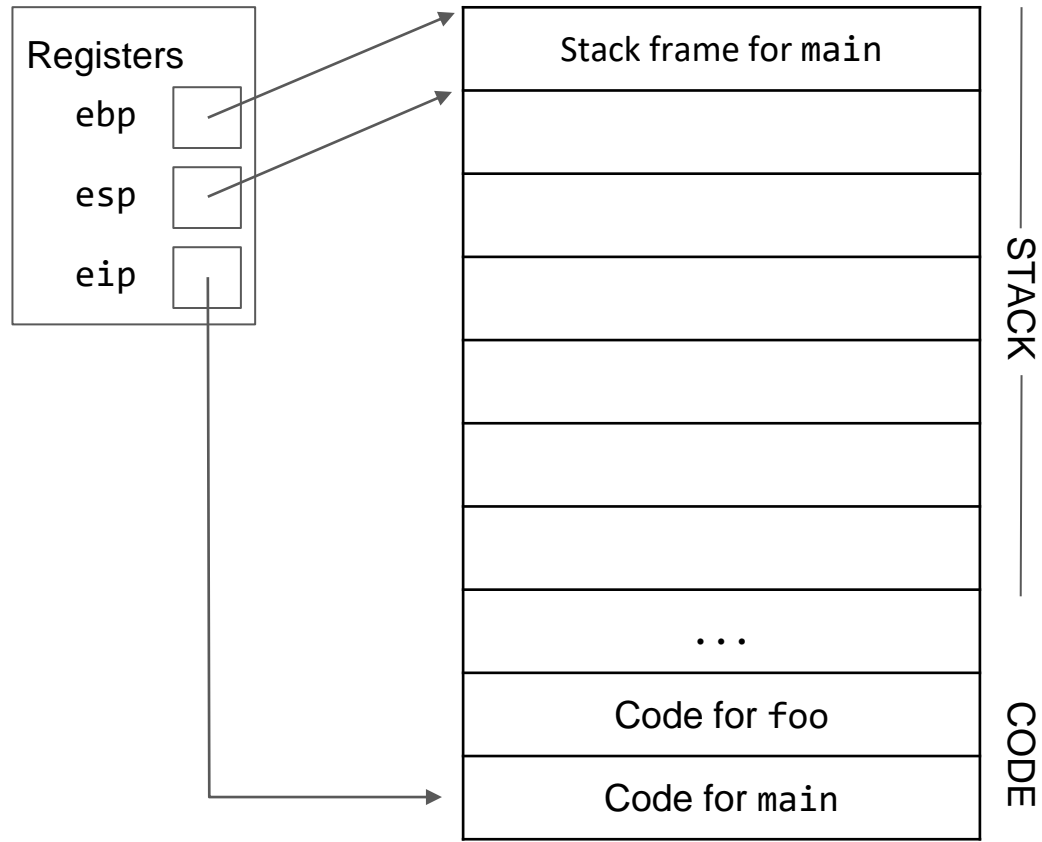 Registers
ebp
esp
eip
Stack frame for main
...
Code for foo
Code for main
STACK
CODE